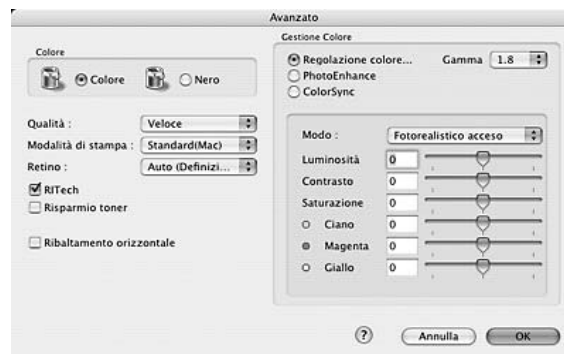 Avanzato
Colore
Colore
Nero
Qualità : Veloce
Modalità di stampa : Standard(Mac)
Retino : Auto (Definizi...
RITech
Risparmio toner
Ribaltamento orizzontale
Gestione Colore
Regolazione colore... Gamma 1.8
PhotoEnhance
ColorSync
Modo : Fotorealistico acceso
Luminosità 0
Contrasto 0
Saturazione 0
Ciano 0
Magenta 0
Giallo 0
? Annulla OK